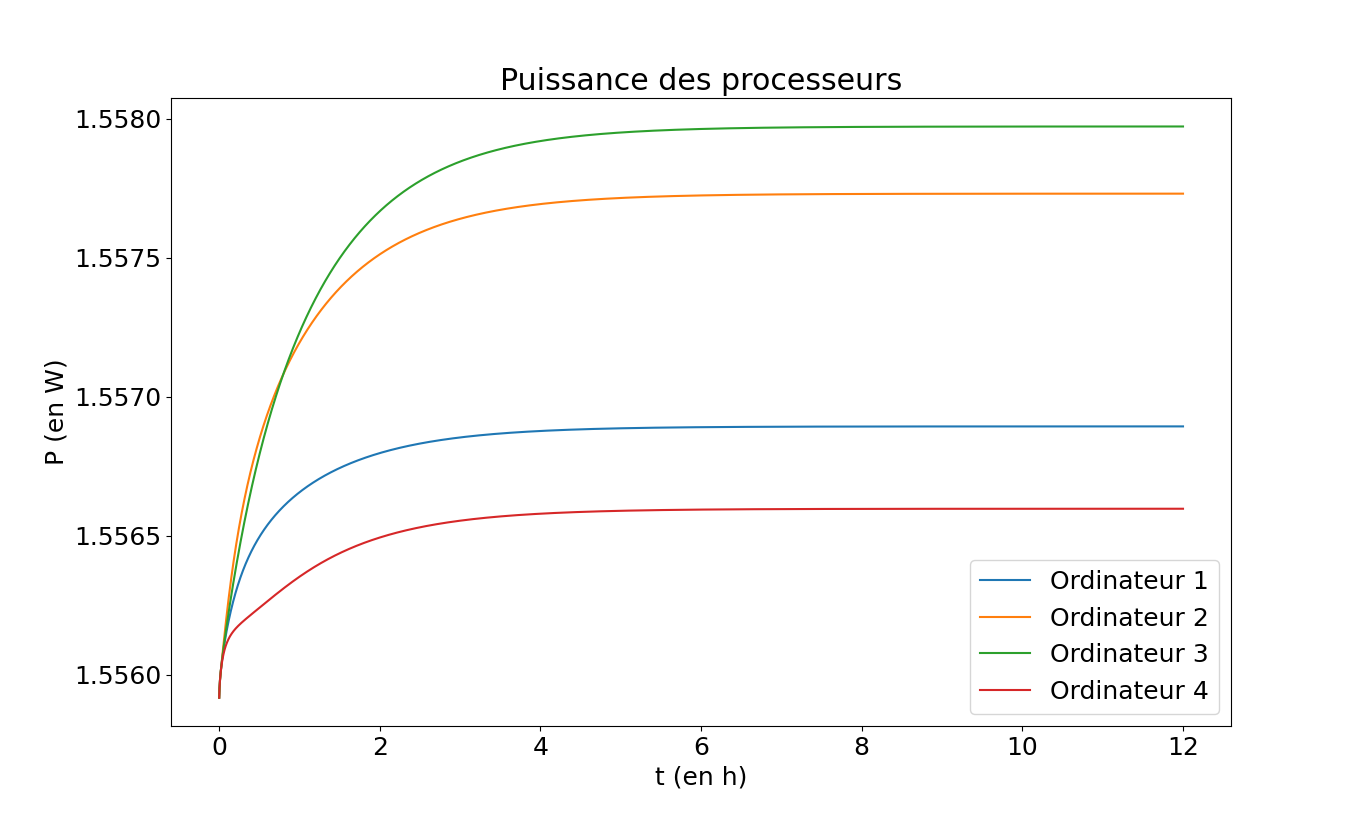 Puissance des processeurs
1.5580
1.5575
1.5570
1.5565
1.5560
P (en W)
0 2 4 6 8 10 12
t (en h)
Ordinateur 1
Ordinateur 2
Ordinateur 3
Ordinateur 4